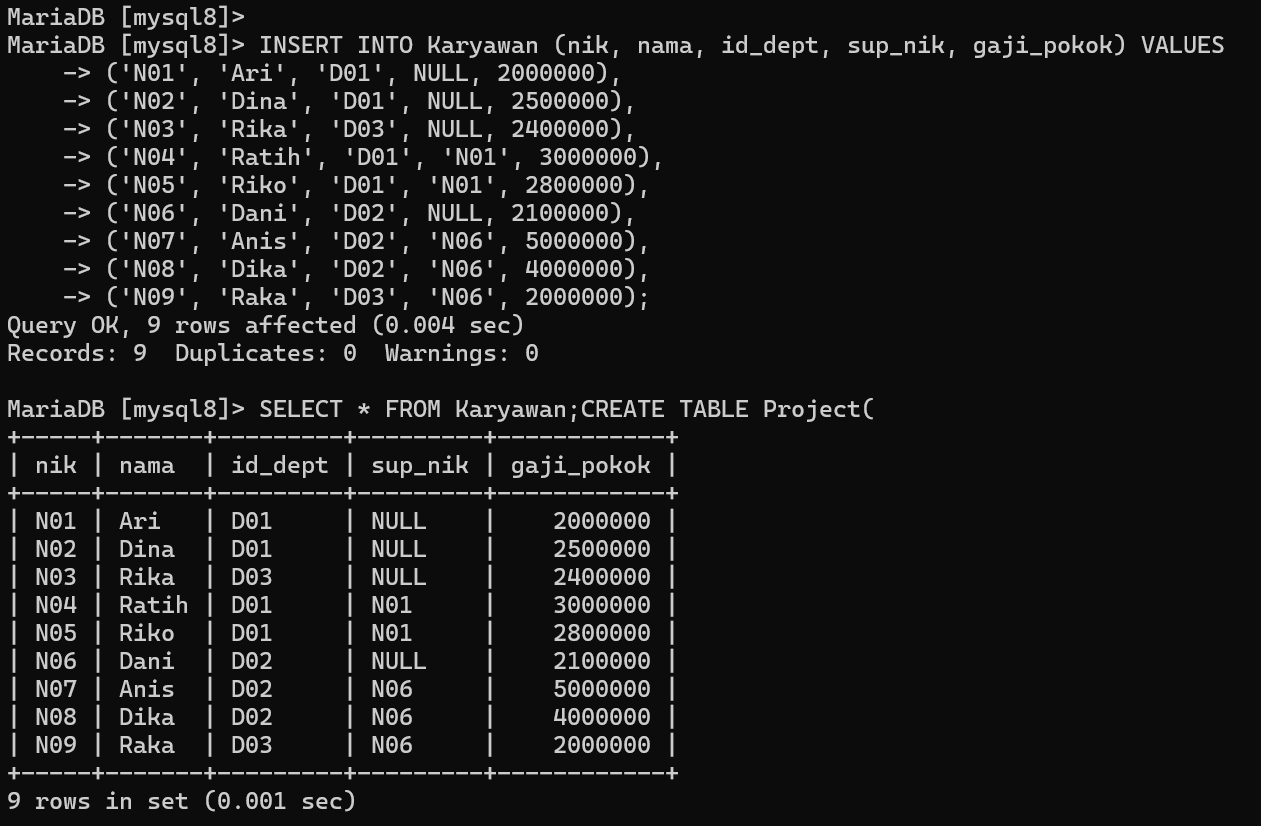 MariaDB [mysql8]>
MariaDB [mysql8]> INSERT INTO Karyawan (nik, nama, id_dept, sup_nik, gaji_pokok) VALUES
    -> ('N01', 'Ari', 'D01', NULL, 2000000),
    -> ('N02', 'Dina', 'D01', NULL, 2500000),
    -> ('N03', 'Rika', 'D03', NULL, 2400000),
    -> ('N04', 'Ratih', 'D01', 'N01', 3000000),
    -> ('N05', 'Riko', 'D01', 'N01', 2800000),
    -> ('N06', 'Dani', 'D02', NULL, 2100000),
    -> ('N07', 'Anis', 'D02', 'N06', 5000000),
    -> ('N08', 'Dika', 'D02', 'N06', 4000000),
    -> ('N09', 'Raka', 'D03', 'N06', 2000000);
Query OK, 9 rows affected (0.004 sec)
Records: 9  Duplicates: 0  Warnings: 0

MariaDB [mysql8]> SELECT * FROM Karyawan;CREATE TABLE Project(
+-----+-------+---------+---------+------------+
| nik | nama  | id_dept | sup_nik | gaji_pokok |
+-----+-------+---------+---------+------------+
| N01 | Ari   | D01     | NULL    |    2000000 |
| N02 | Dina  | D01     | NULL    |    2500000 |
| N03 | Rika  | D03     | NULL    |    2400000 |
| N04 | Ratih | D01     | N01     |    3000000 |
| N05 | Riko  | D01     | N01     |    2800000 |
| N06 | Dani  | D02     | NULL    |    2100000 |
| N07 | Anis  | D02     | N06     |    5000000 |
| N08 | Dika  | D02     | N06     |    4000000 |
| N09 | Raka  | D03     | N06     |    2000000 |
+-----+-------+---------+---------+------------+
9 rows in set (0.001 sec)